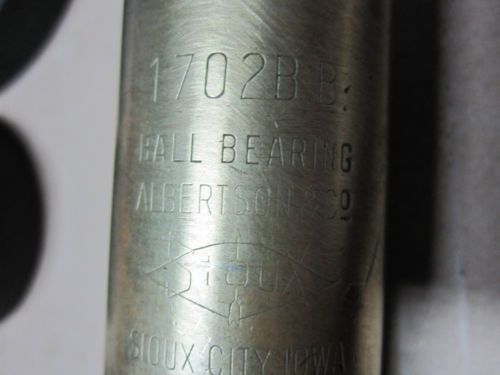 1702B.B.
BALL BEARING
ALBERTSON & CO
SIOUX
SIOUX CITY, IOWA